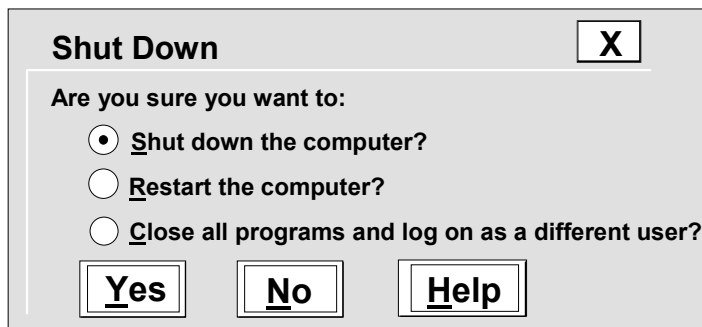 Shut Down X
Are you sure you want to:
Shut down the computer?
Restart the computer?
Close all programs and log on as a different user?
Yes No Help